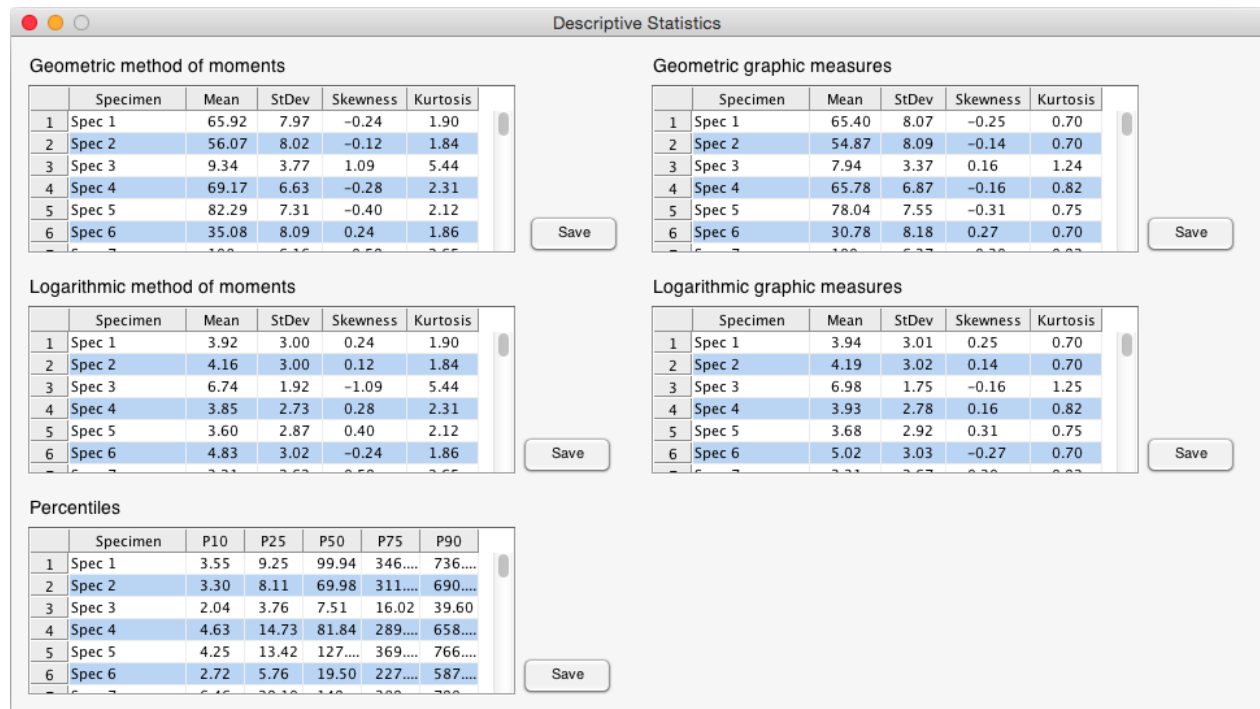 Descriptive Statistics
Geometric method of moments
Specimen Mean StDev Skewness Kurtosis
1 Spec 1 65.92 7.97 −0.24 1.90
2 Spec 2 56.07 8.02 −0.12 1.84
3 Spec 3 9.34 3.77 1.09 5.44
4 Spec 4 69.17 6.63 −0.28 2.31
5 Spec 5 82.29 7.31 −0.40 2.12
6 Spec 6 35.08 8.09 0.24 1.86
Save
Geometric graphic measures
Specimen Mean StDev Skewness Kurtosis
1 Spec 1 65.40 8.07 −0.25 0.70
2 Spec 2 54.87 8.09 −0.14 0.70
3 Spec 3 7.94 3.37 0.16 1.24
4 Spec 4 65.78 6.87 −0.16 0.82
5 Spec 5 78.04 7.55 −0.31 0.75
6 Spec 6 30.78 8.18 0.27 0.70
Save
Logarithmic method of moments
Specimen Mean StDev Skewness Kurtosis
1 Spec 1 3.92 3.00 0.24 1.90
2 Spec 2 4.16 3.00 0.12 1.84
3 Spec 3 6.74 1.92 −1.09 5.44
4 Spec 4 3.85 2.73 0.28 2.31
5 Spec 5 3.60 2.87 0.40 2.12
6 Spec 6 4.83 3.02 −0.24 1.86
Save
Logarithmic graphic measures
Specimen Mean StDev Skewness Kurtosis
1 Spec 1 3.94 3.01 0.25 0.70
2 Spec 2 4.19 3.02 0.14 0.70
3 Spec 3 6.98 1.75 −0.16 1.25
4 Spec 4 3.93 2.78 0.16 0.82
5 Spec 5 3.68 2.92 0.31 0.75
6 Spec 6 5.02 3.03 −0.27 0.70
Save
Percentiles
Specimen P10 P25 P50 P75 P90
1 Spec 1 3.55 9.25 99.94 346.... 736....
2 Spec 2 3.30 8.11 69.98 311.... 690....
3 Spec 3 2.04 3.76 7.51 16.02 39.60
4 Spec 4 4.63 14.73 81.84 289.... 658....
5 Spec 5 4.25 13.42 127.... 369.... 766....
6 Spec 6 2.72 5.76 19.50 227.... 587....
Save